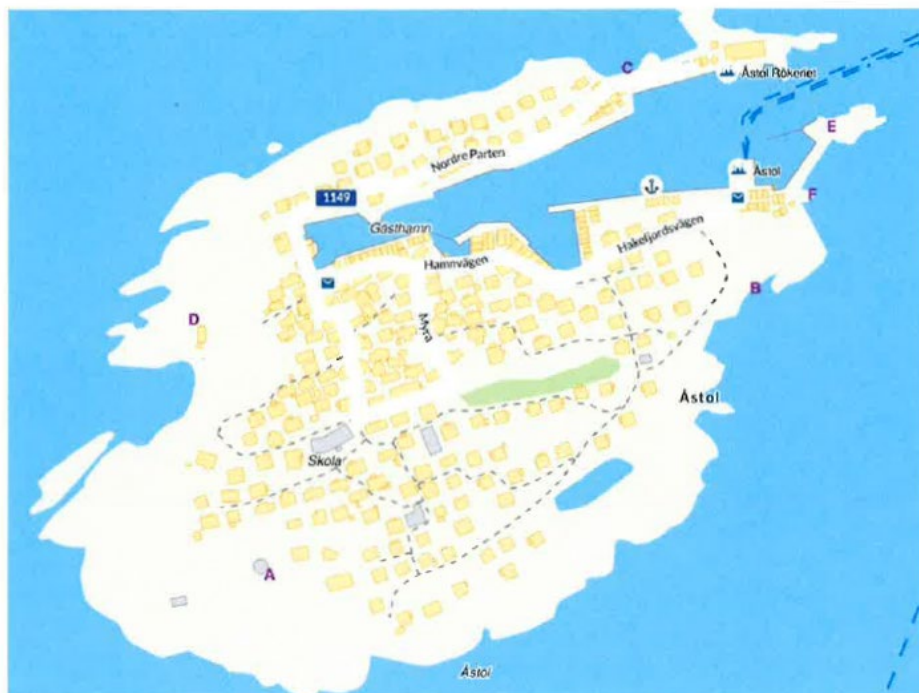 C
Åstol Rökeriet
E
Nordre Parten
Åstol
1149
F
Gästhamn
Hakefjordsvägen
Hamnvägen
B
D
Myra
Åstol
Skola
A
Åstol